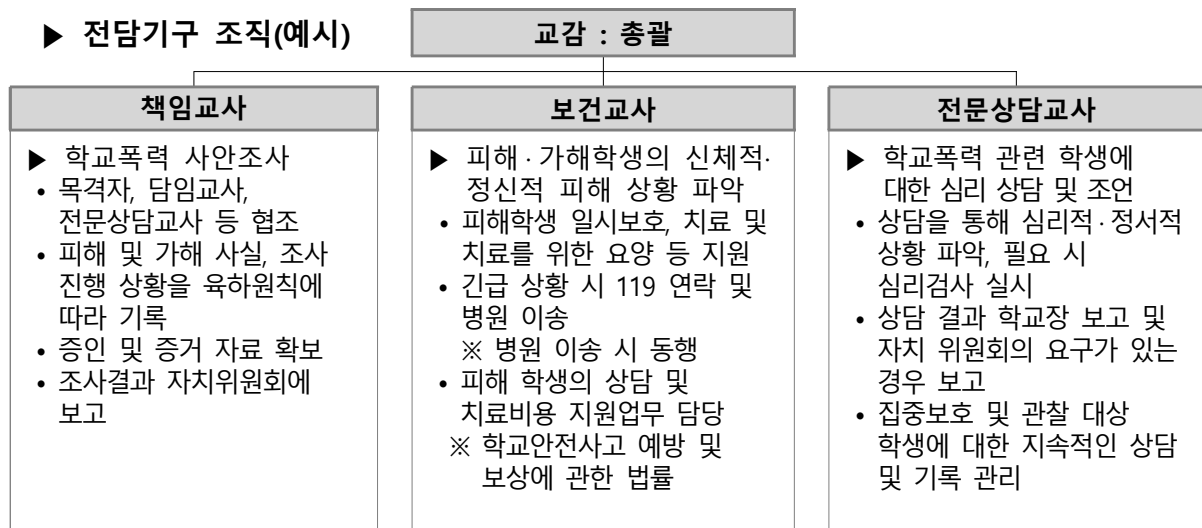 ▶ 전담기구 조직(예시)
교감 : 총괄
책임교사
▶ 학교폭력 사안조사
• 목격자, 담임교사,
전문상담교사 등 협조
• 피해 및 가해 사실, 조사
진행 상황을 육하원칙에
따라 기록
• 증인 및 증거 자료 확보
• 조사결과 자치위원회에
보고
보건교사
▶ 피해·가해학생의 신체적·
정신적 피해 상황 파악
• 피해학생 일시보호, 치료 및
치료를 위한 요양 등 지원
• 긴급 상황 시 119 연락 및
병원 이송
※ 병원 이송 시 동행
• 피해 학생의 상담 및
치료비용 지원업무 담당
※ 학교안전사고 예방 및
보상에 관한 법률
전문상담교사
▶ 학교폭력 관련 학생에
대한 심리 상담 및 조언
• 상담을 통해 심리적·정서적
상황 파악, 필요 시
심리검사 실시
• 상담 결과 학교장 보고 및
자치 위원회의 요구가 있는
경우 보고
• 집중보호 및 관찰 대상
학생에 대한 지속적인 상담
및 기록 관리